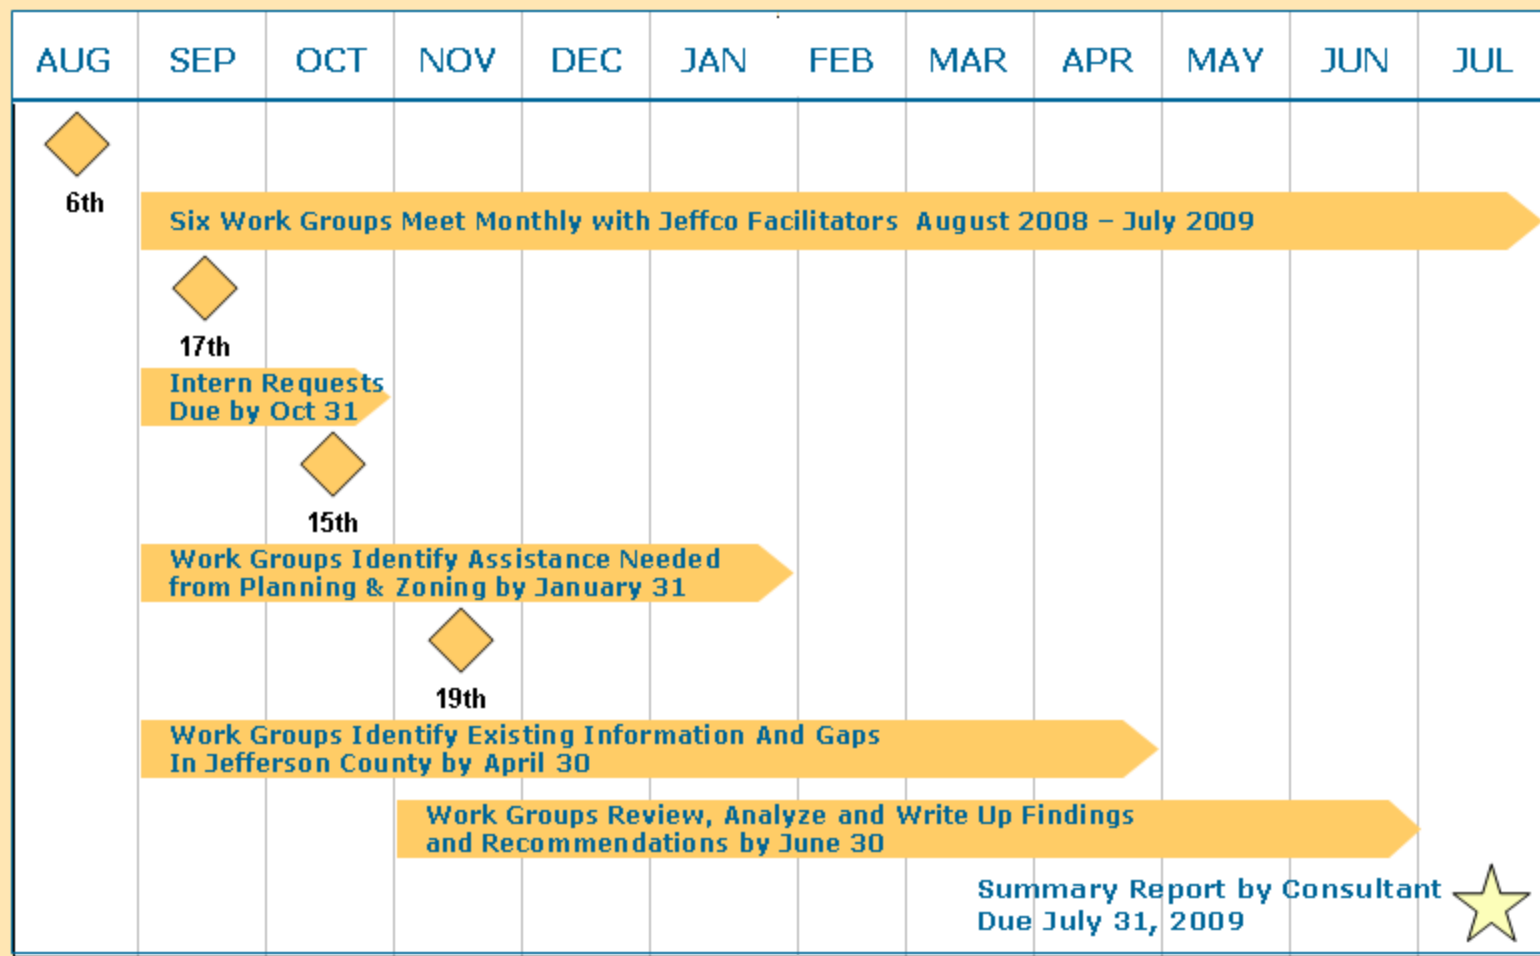 AUG SEP OCT NOV DEC JAN FEB MAR APR MAY JUN JUL
6th
Six Work Groups Meet Monthly with Jeffco Facilitators  August 2008 – July 2009
17th
Intern Requests
Due by Oct 31
15th
Work Groups Identify Assistance Needed
from Planning & Zoning by January 31
19th
Work Groups Identify Existing Information And Gaps
In Jefferson County by April 30
Work Groups Review, Analyze and Write Up Findings
and Recommendations by June 30
Summary Report by Consultant
Due July 31, 2009